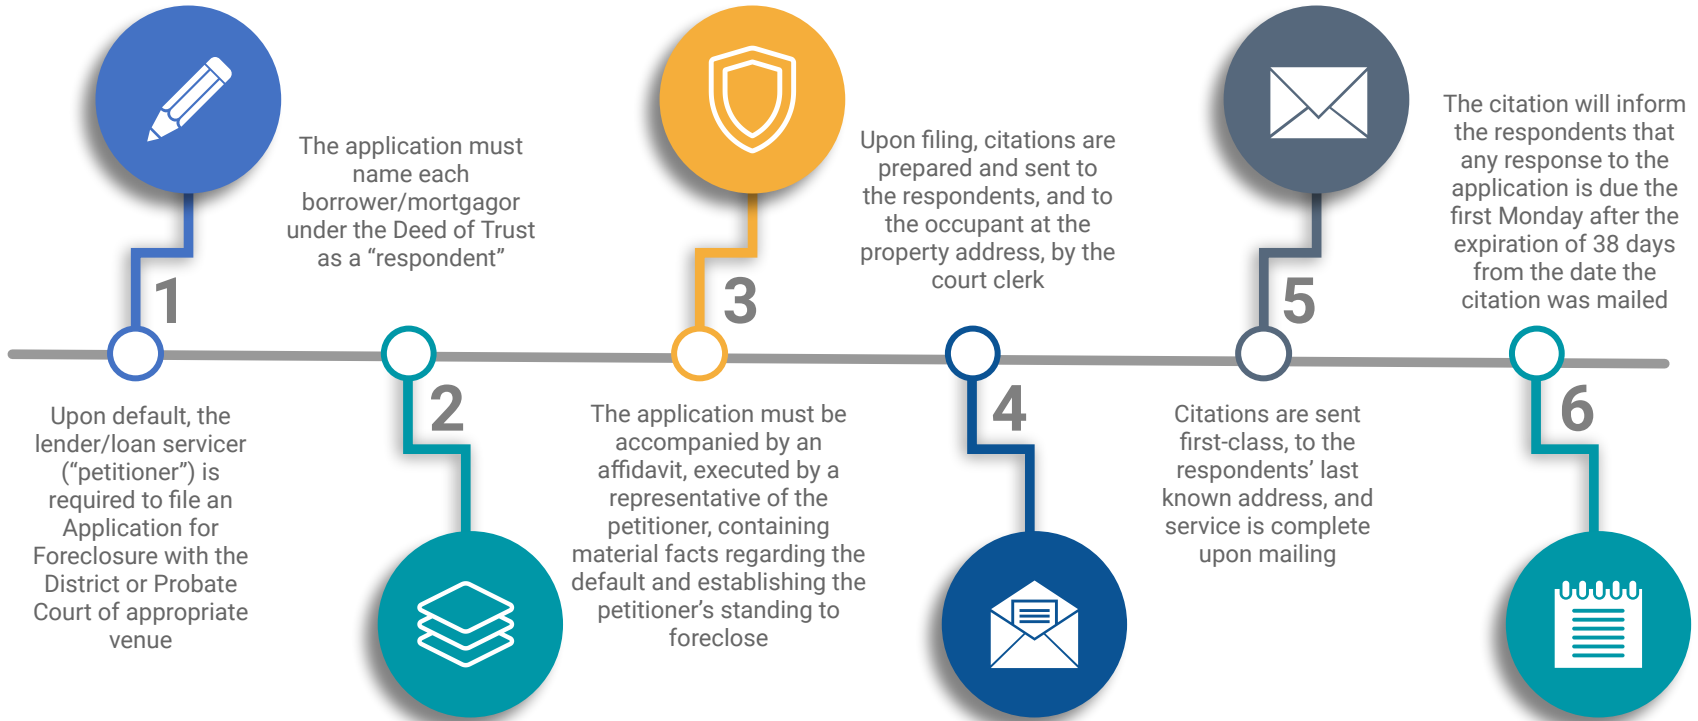 1
Upon default, the
lender/loan servicer
(“petitioner”) is
required to file an
Application for
Foreclosure with the
District or Probate
Court of appropriate
venue
The application must
name each
borrower/mortgagor
under the Deed of Trust
as a “respondent”
2
3
The application must be
accompanied by an
affidavit, executed by a
representative of the
petitioner, containing
material facts regarding the
default and establishing the
petitioner’s standing to
foreclose
Upon filing, citations are
prepared and sent to
the respondents, and to
the occupant at the
property address, by the
court clerk
4
5
Citations are sent
first-class, to the
respondents’ last
known address, and
service is complete
upon mailing
The citation will inform
the respondents that
any response to the
application is due the
first Monday after the
expiration of 38 days
from the date the
citation was mailed
6